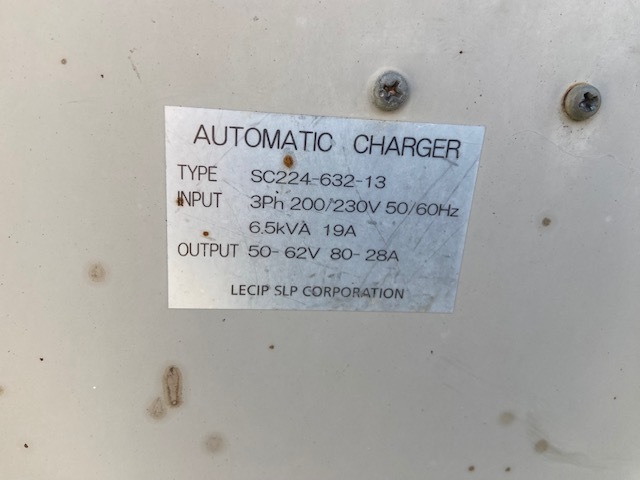 AUTOMATIC CHARGER
TYPE SC224-632-13
INPUT 3Ph 200/230V 50/60Hz
6.5kVA 19A
OUTPUT 50-62V 80-28A
LECIP SLP CORPORATION